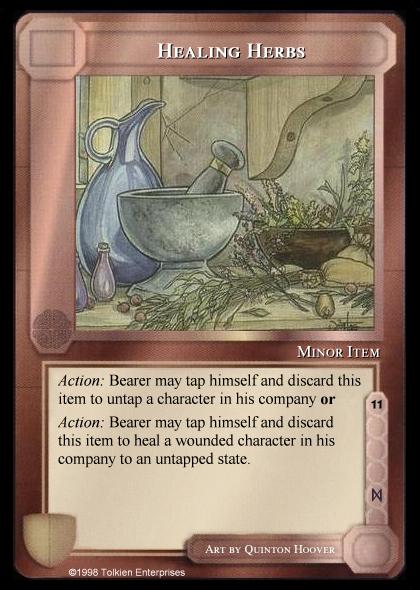 HEALING HERBS
MINOR ITEM
Action: Bearer may tap himself and discard this
item to untap a character in his company or
Action: Bearer may tap himself and discard
this item to heal a wounded character in his
company to an untapped state.
11
ART BY QUINTON HOOVER
©1998 Tolkien Enterprises